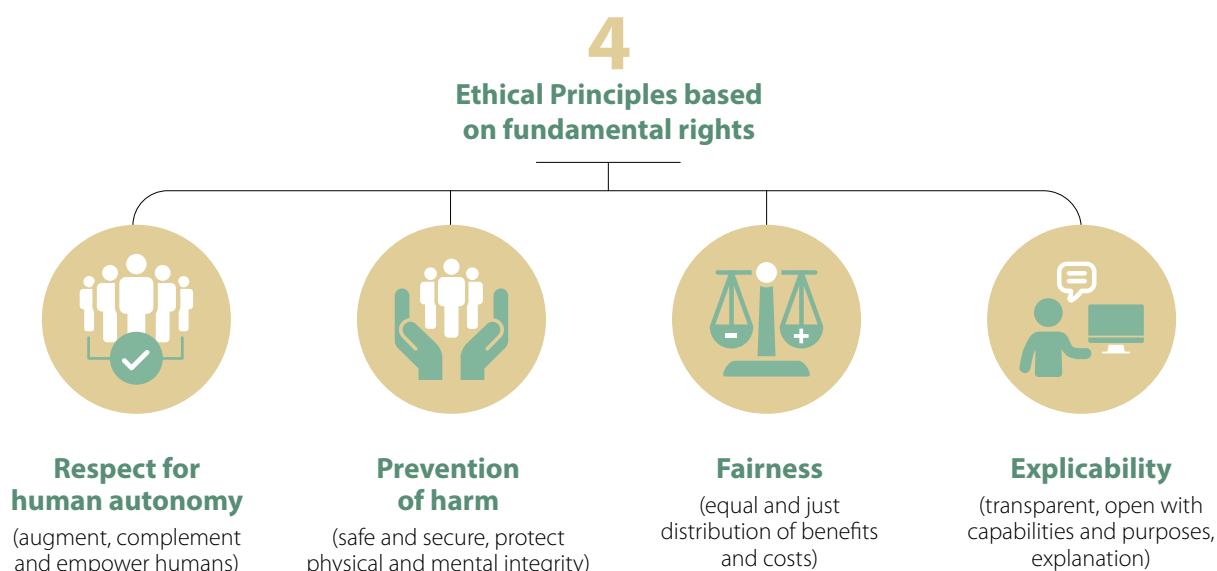 4
Ethical Principles based
on fundamental rights
Respect for
human autonomy
(augment, complement
and empower humans)
Prevention
of harm
(safe and secure, protect
physical and mental integrity)
Fairness
(equal and just
distribution of benefits
and costs)
Explicability
(transparent, open with
capabilities and purposes,
explanation)